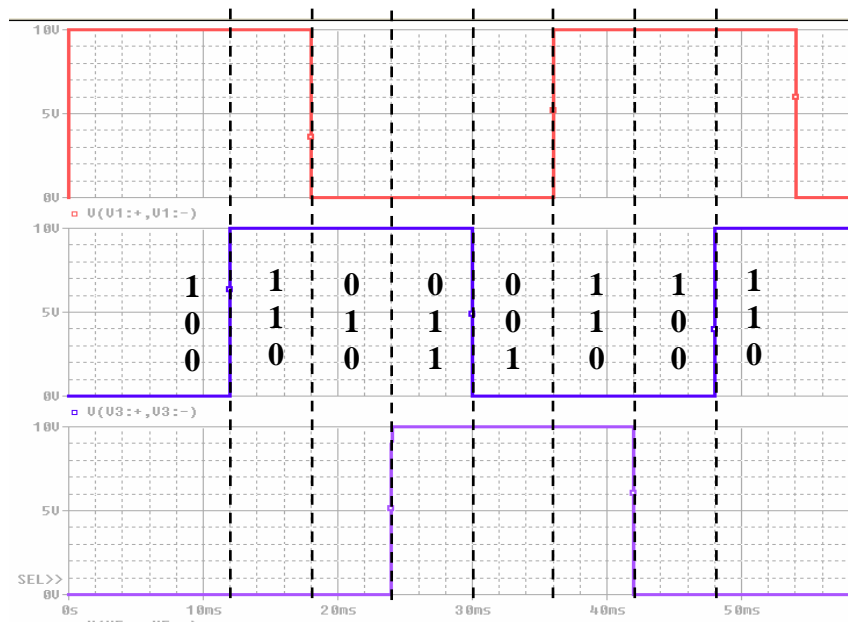 10V
5V
0V
V(V1:+,V1:-)
10V
1 1 0 0 0 1 1 1
5V
0 1 1 1 0 1 0 1
0 0 0 1 1 0 0 0
0V
V(V3:+,V3:-)
10V
5V
SEL>>
0V
0s 10ms 20ms 30ms 40ms 50ms